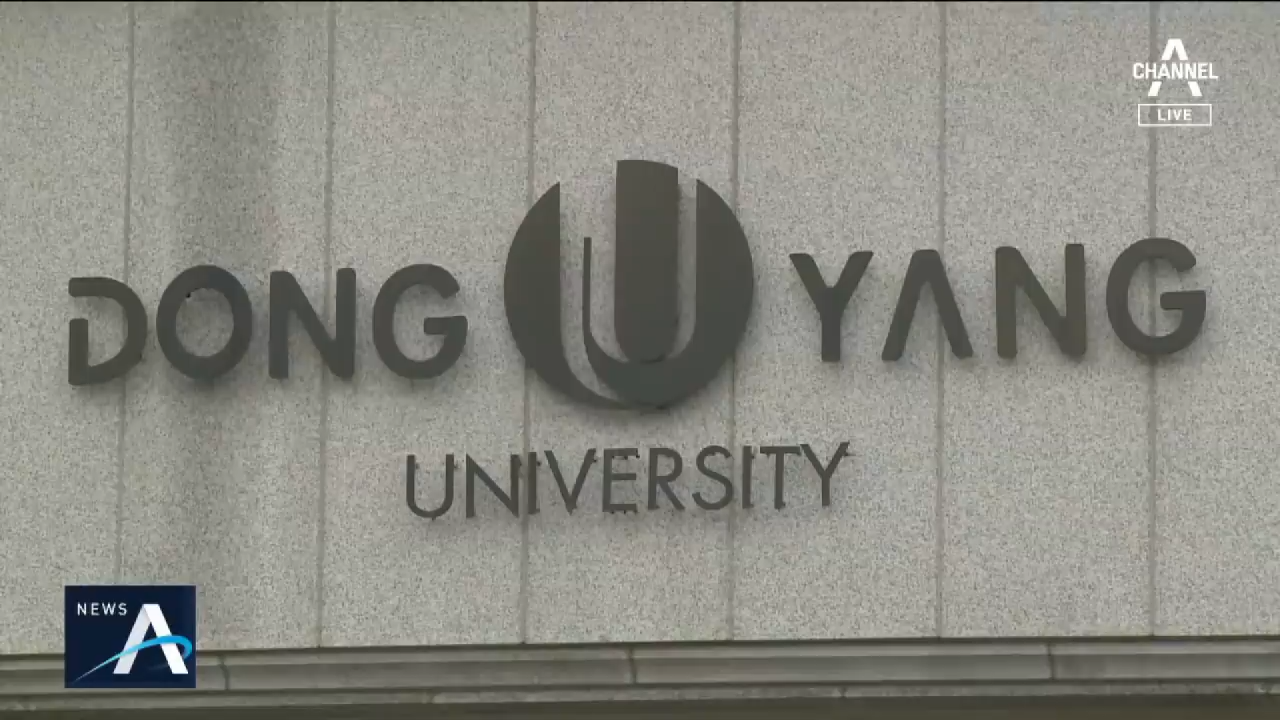 CHANNEL A
LIVE
DONG YANG
UNIVERSITY
NEWS A